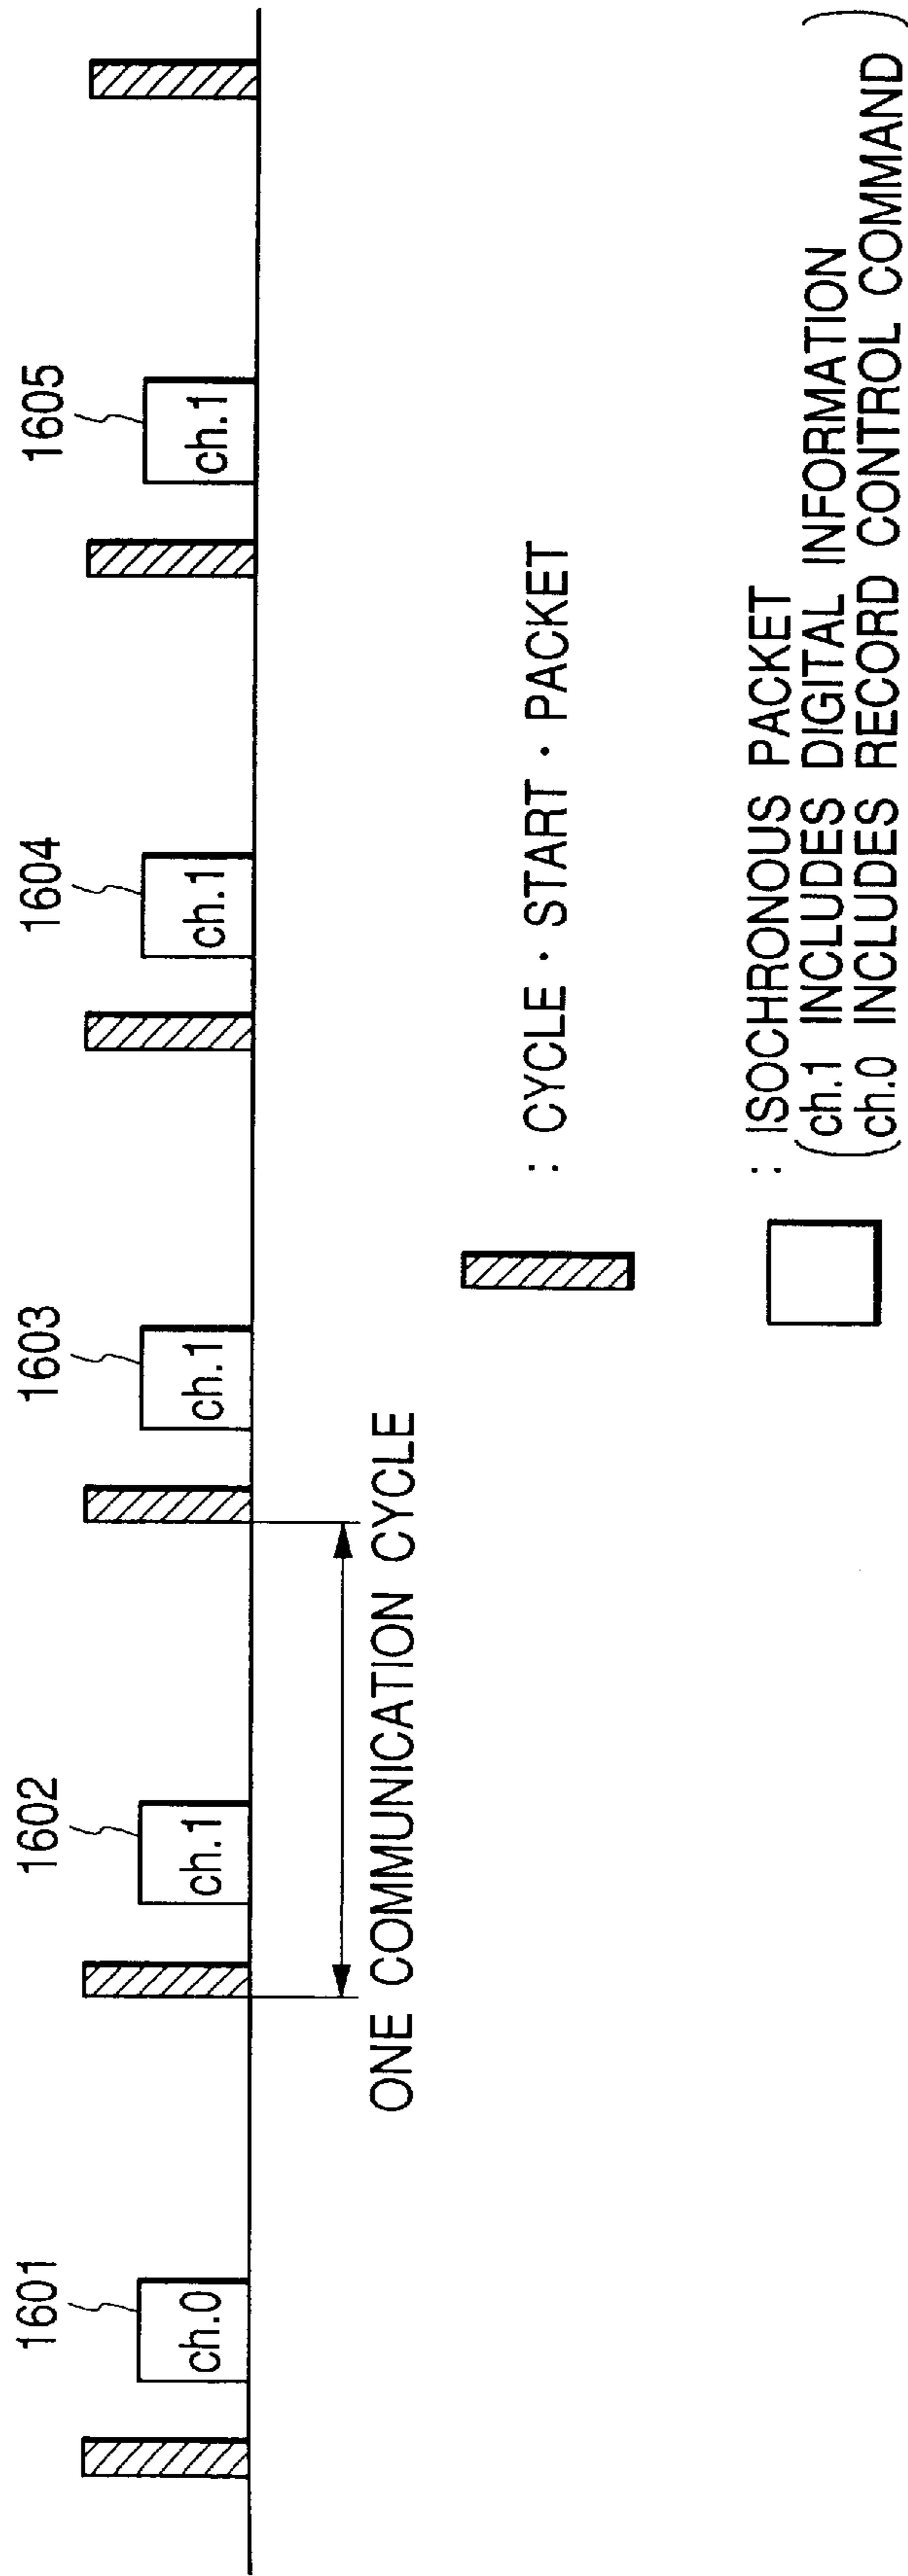 1601
1602
1603
1604
1605
ch.0
ch.1
ch.1
ch.1
ch.1
ONE COMMUNICATION CYCLE
: CYCLE · START · PACKET
: ISOCHRONOUS PACKET
(ch.1 INCLUDES DIGITAL INFORMATION
ch.0 INCLUDES RECORD CONTROL COMMAND)